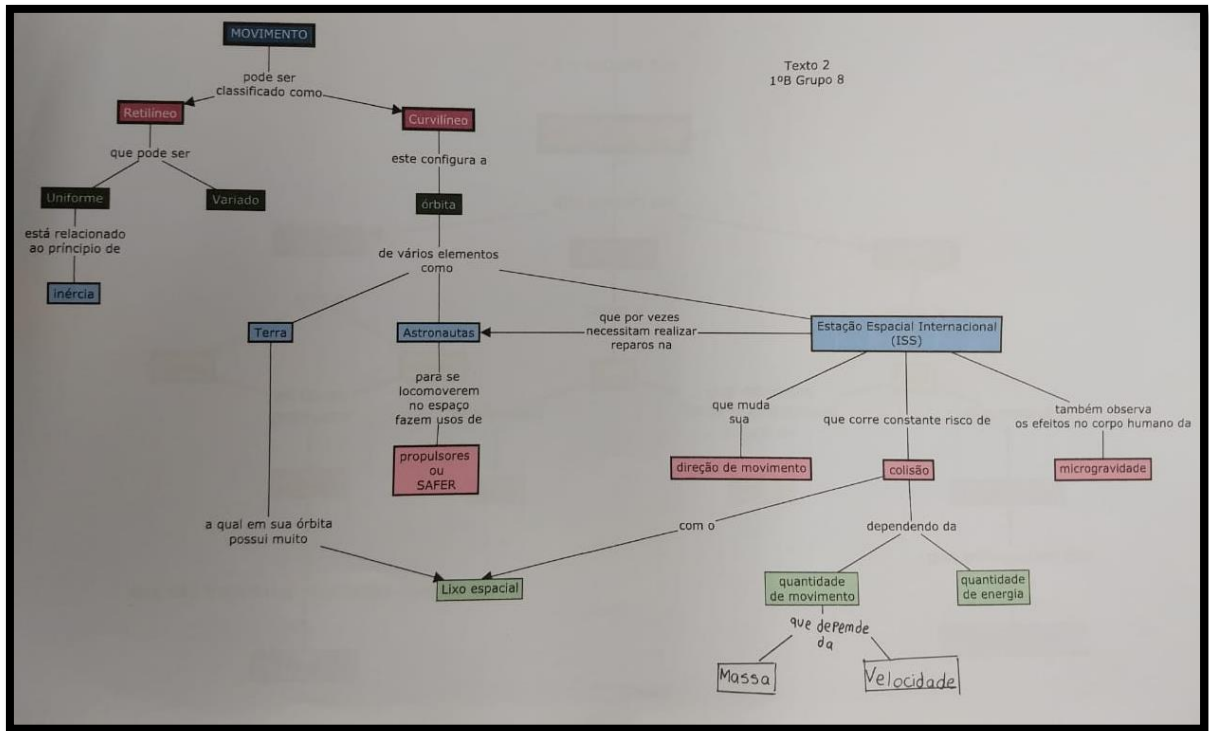 MOVIMENTO
Texto 2
1ºB Grupo 8
pode ser
classificado como
Retilíneo
Curvilíneo
que pode ser
este configura a
Uniforme
Variado
órbita
está relacionado
ao princípio de
de vários elementos
como
inércia
Terra
Astronautas
que por vezes
necessitam realizar
reparos na
Estação Espacial Internacional
(ISS)
para se
locomoverem
no espaço
fazem usos de
que muda
sua
que corre constante risco de
também observa
os efeitos no corpo humano da
propulsores
ou
SAFER
direção de movimento
colisão
microgravidade
a qual em sua órbita
possui muito
com o
dependendo da
Lixo espacial
quantidade
de movimento
quantidade
de energia
que depemde
da
Massa
Velocidade